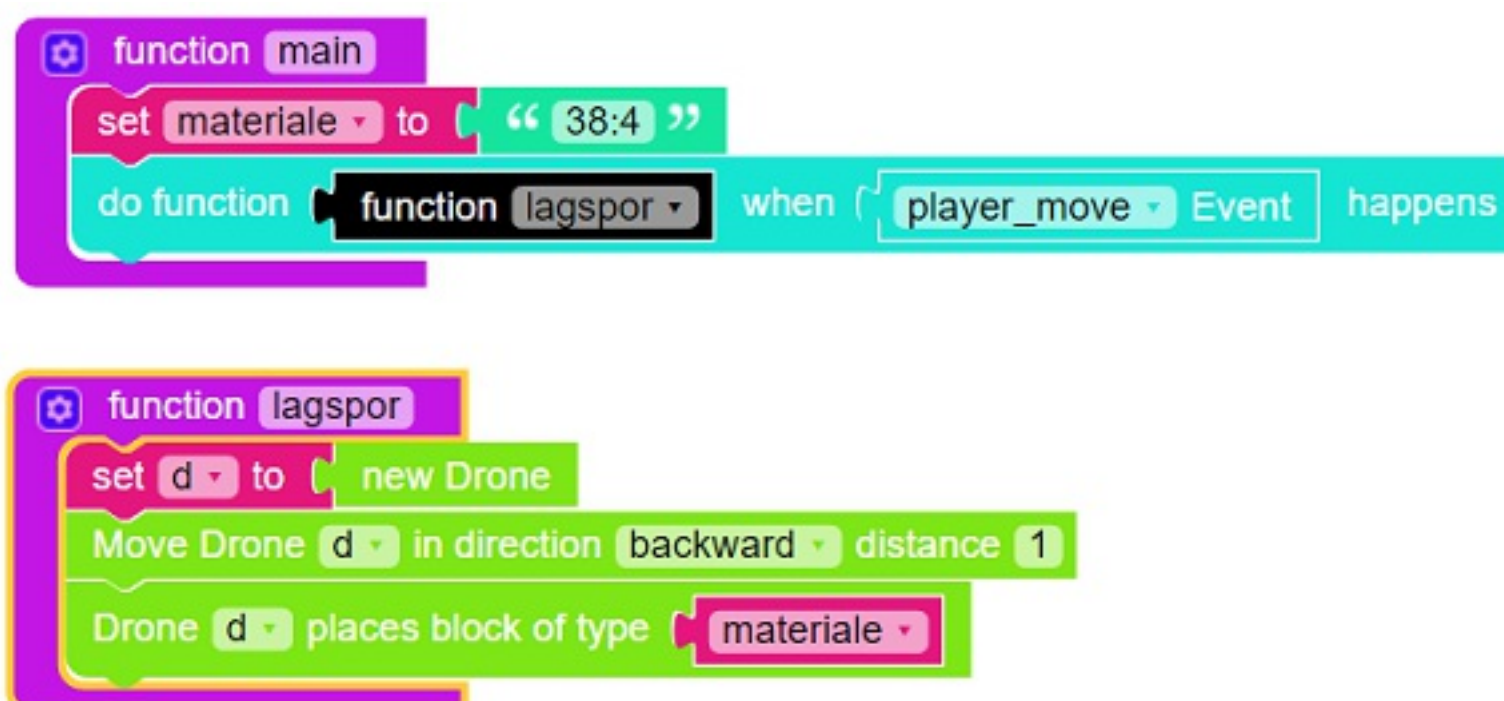 function main
set materiale to “ 38:4 ”
do function function lagspor when player_move Event happens
function lagspor
set d to new Drone
Move Drone d in direction backward distance 1
Drone d places block of type materiale